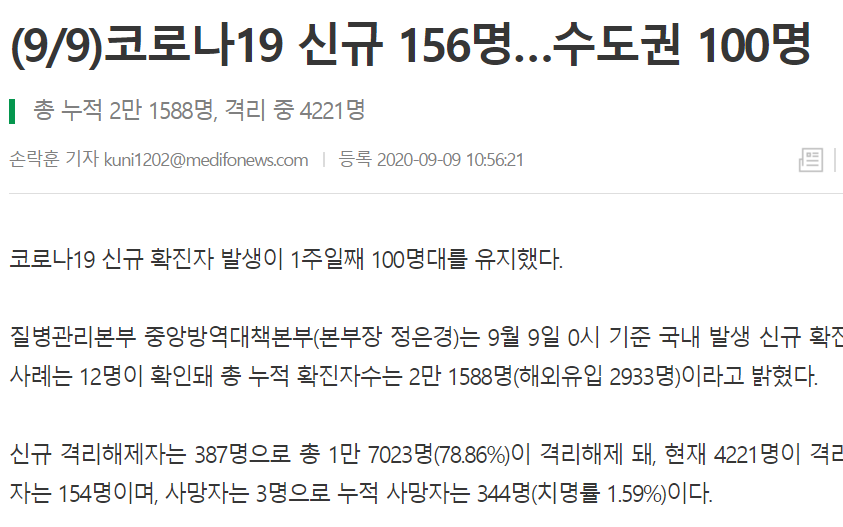 (9/9)코로나19 신규 156명…수도권 100명
총 누적 2만 1588명, 격리 중 4221명
손락훈 기자 kuni1202@medifonews.com 등록 2020-09-09 10:56:21
코로나19 신규 확진자 발생이 1주일째 100명대를 유지했다.
질병관리본부 중앙방역대책본부(본부장 정은경)는 9월 9일 0시 기준 국내 발생 신규 확진
사례는 12명이 확인돼 총 누적 확진자수는 2만 1588명(해외유입 2933명)이라고 밝혔다.
신규 격리해제자는 387명으로 총 1만 7023명(78.86%)이 격리해제 돼, 현재 4221명이 격리
자는 154명이며, 사망자는 3명으로 누적 사망자는 344명(치명률 1.59%)이다.